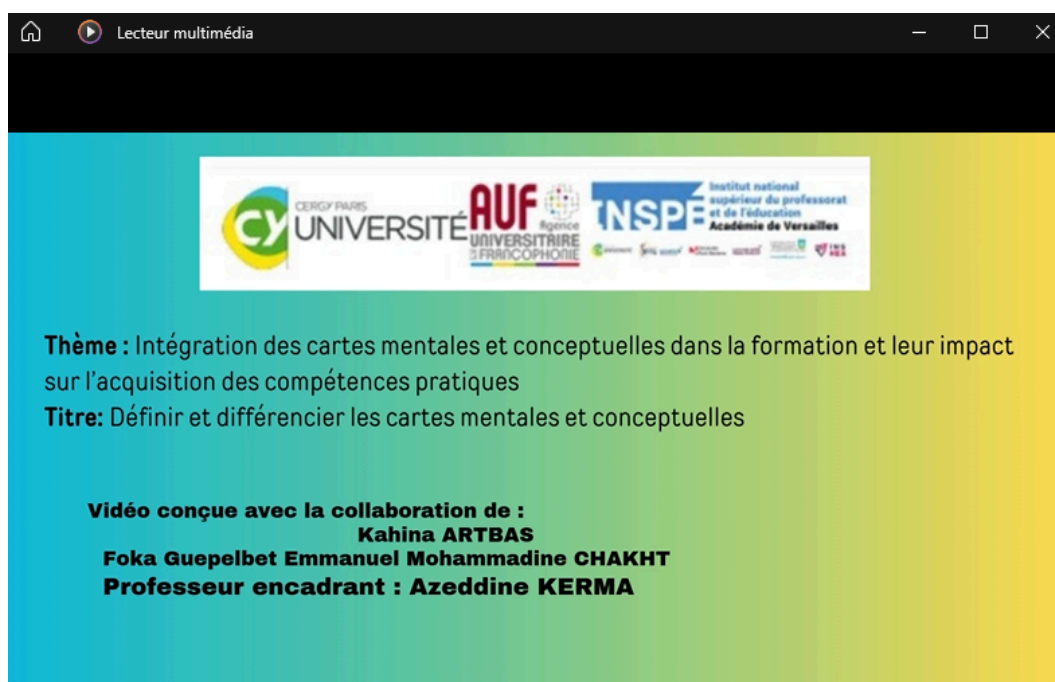 Lecteur multimédia
CERGY PARIS
UNIVERSITÉ
AUF
Agence
UNIVERSITAIRE
FRANCOPHONIE
INSPÉ
Institut national
supérieur du professorat
et de l'éducation
Académie de Versailles
Thème : Intégration des cartes mentales et conceptuelles dans la formation et leur impact
sur l'acquisition des compétences pratiques
Titre: Définir et différencier les cartes mentales et conceptuelles
Vidéo conçue avec la collaboration de :
Kahina ARTBAS
Foka Guepelbet Emmanuel Mohammadine CHAKHT
Professeur encadrant : Azeddine KERMA